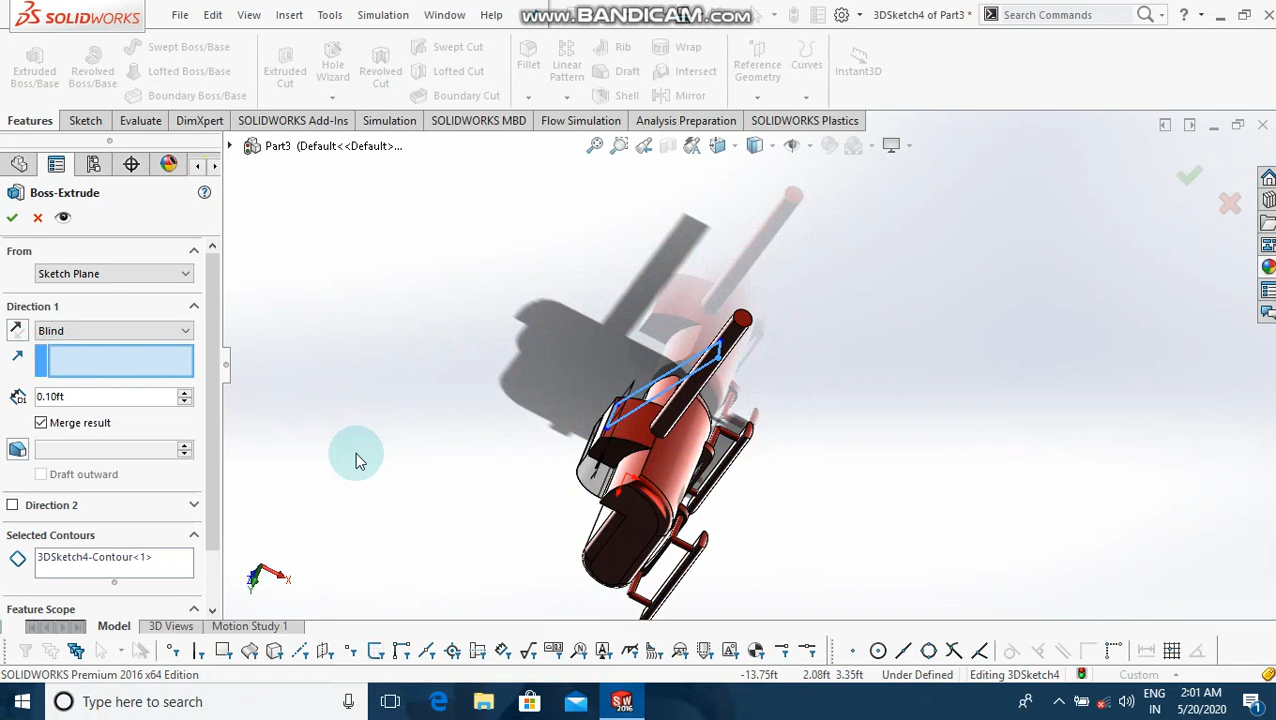 SOLIDWORKS File Edit View Insert Tools Simulation Window Help www.BANDICAM.com 3DSketch4 of Part3 * Search Commands ?
Extruded Boss/Base
Revolved Boss/Base
Swept Boss/Base
Lofted Boss/Base
Boundary Boss/Base
Extruded Cut
Hole Wizard
Revolved Cut
Swept Cut
Lofted Cut
Boundary Cut
Fillet
Linear Pattern
Rib
Draft
Shell
Wrap
Intersect
Mirror
Reference Geometry
Curves
Instant3D
Features Sketch Evaluate DimXpert SOLIDWORKS Add-Ins Simulation SOLIDWORKS MBD Flow Simulation Analysis Preparation SOLIDWORKS Plastics
Part3 (Default<<Default>...
Boss-Extrude
From
Sketch Plane
Direction 1
Blind
0.10ft
Merge result
Draft outward
Direction 2
Selected Contours
3DSketch4-Contour<1>
Feature Scope
X
Model 3D Views Motion Study 1
SOLIDWORKS Premium 2016 x64 Edition -13.75ft 2.08ft 3.35ft Under Defined Editing 3DSketch4 Custom
Type here to search
SW 2016
ENG
IN
2:01 AM
5/20/2020